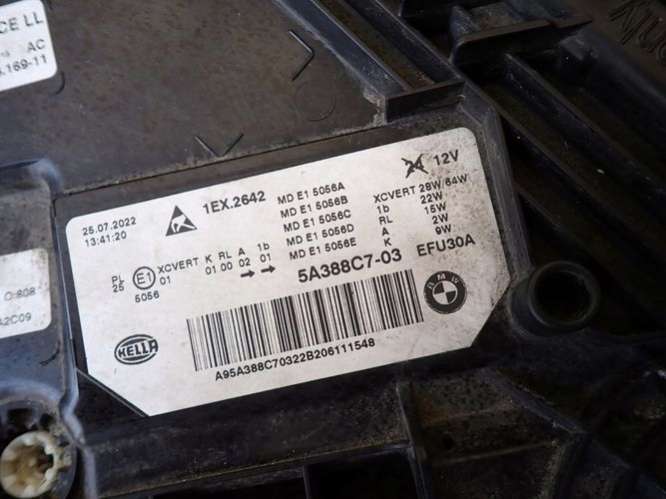 CE LL
AC
.169-11
25.07.2022
13:41:20
1EX.2642
MD E1 5056A
MD E1 5056B
MD E1 5056C
MD E1 5056D
MD E1 5056E
12V
XCVERT 28W/64W
1b 22W
RL 15W
A 2W
K 9W
PL
25
E1
5056
XCVERT K RL A 1b
01 01 00 02 01
5A388C7-03
EFU30A
HELLA
BMW
A95A388C70322B206111548
A2C09